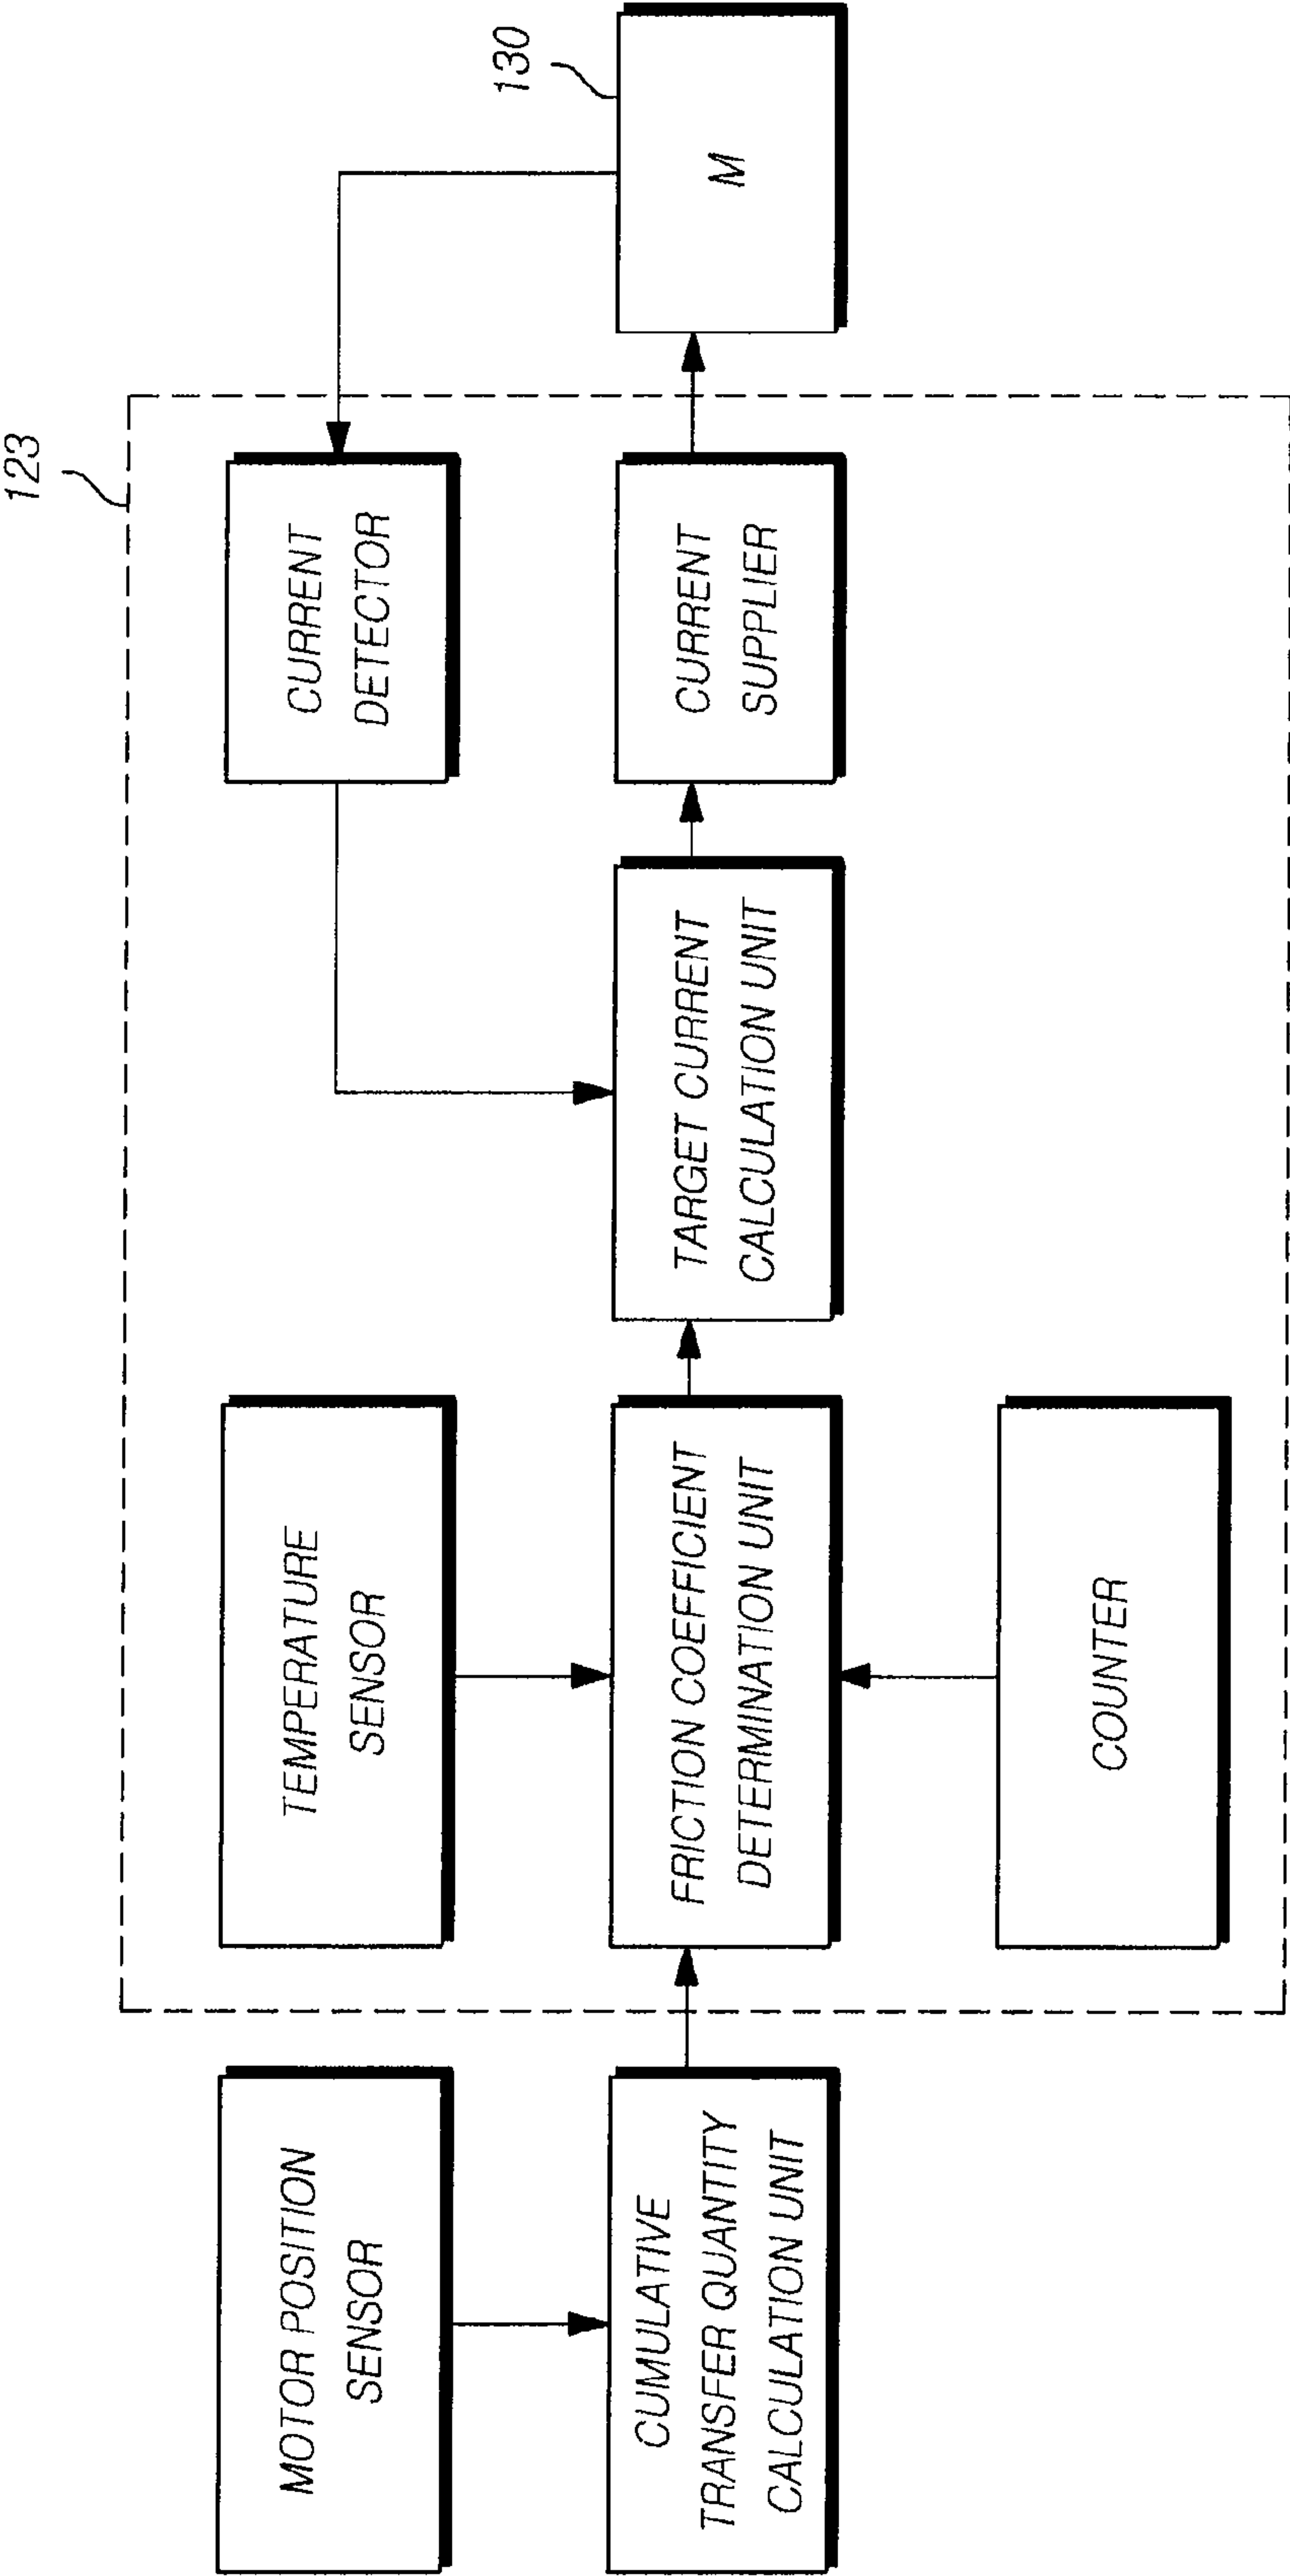 123
130
MOTOR POSITION
SENSOR
TEMPERATURE
SENSOR
CURRENT
DETECTOR
CUMULATIVE
TRANSFER QUANTITY
CALCULATION UNIT
FRICTION COEFFICIENT
DETERMINATION UNIT
TARGET CURRENT
CALCULATION UNIT
CURRENT
SUPPLIER
M
COUNTER